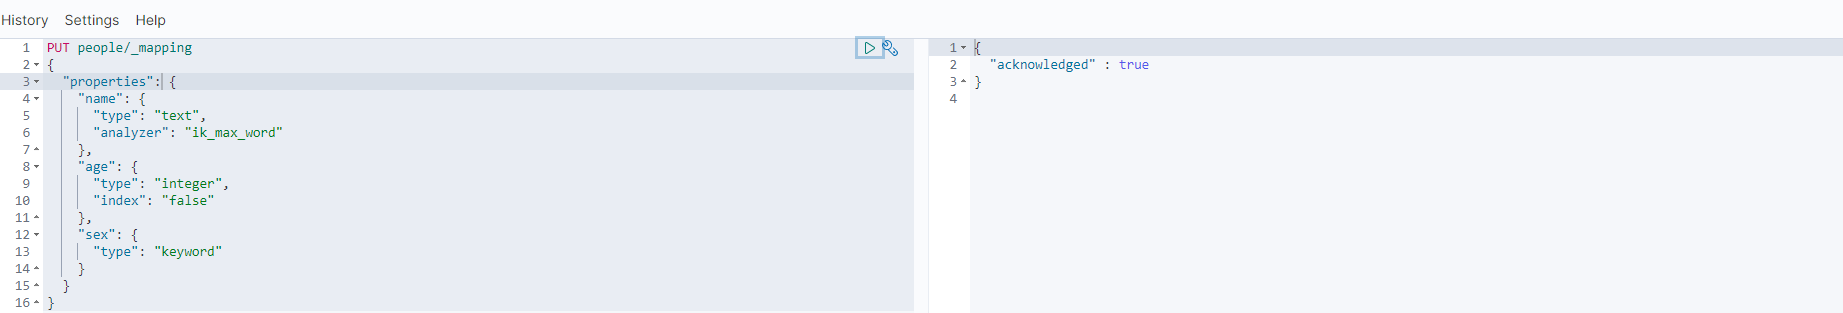 History Settings Help
1 PUT people/_mapping
2 {
3 "properties": {
4 "name": {
5 "type": "text",
6 "analyzer": "ik_max_word"
7 },
8 "age": {
9 "type": "integer",
10 "index": "false"
11 },
12 "sex": {
13 "type": "keyword"
14 }
15 }
16 }
1 {
2 "acknowledged" : true
3 }
4